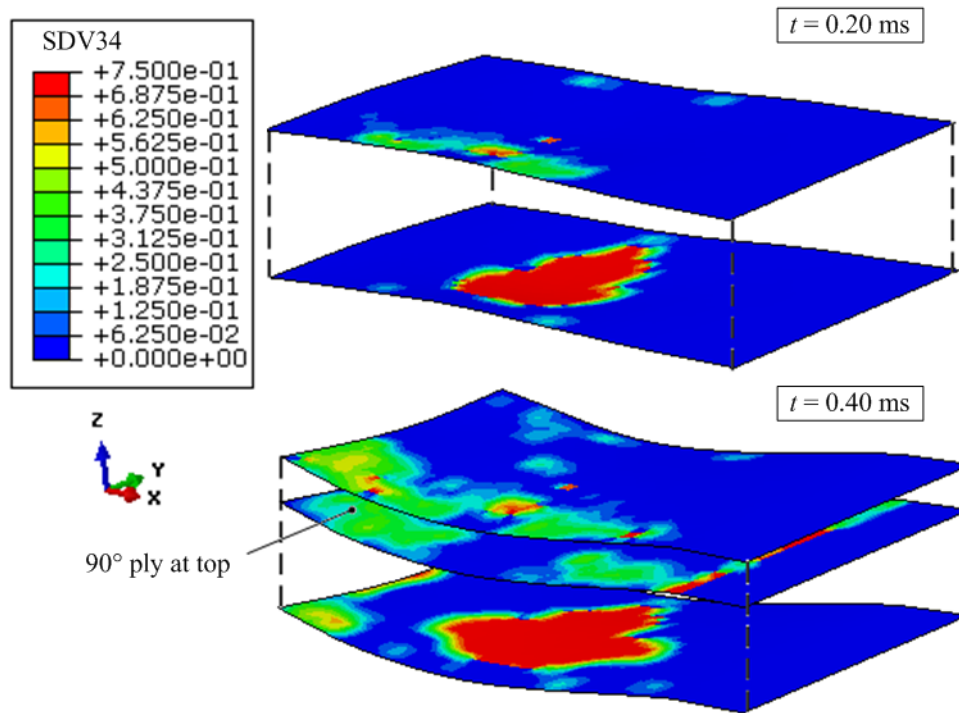 SDV34
+7.500e-01
+6.875e-01
+6.250e-01
+5.625e-01
+5.000e-01
+4.375e-01
+3.750e-01
+3.125e-01
+2.500e-01
+1.875e-01
+1.250e-01
+6.250e-02
+0.000e+00
t = 0.20 ms
t = 0.40 ms
Z
Y
X
90° ply at top